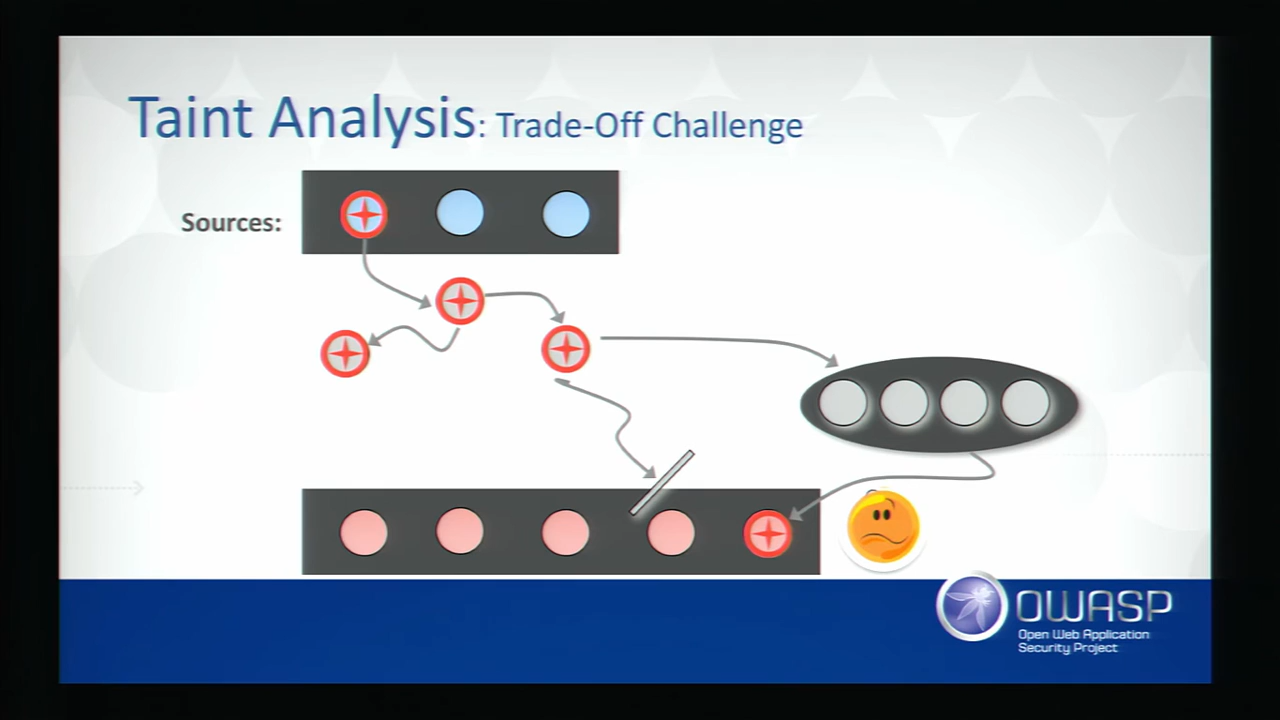 Taint Analysis: Trade-Off Challenge
Sources:
OWASP
Open Web Application
Security Project